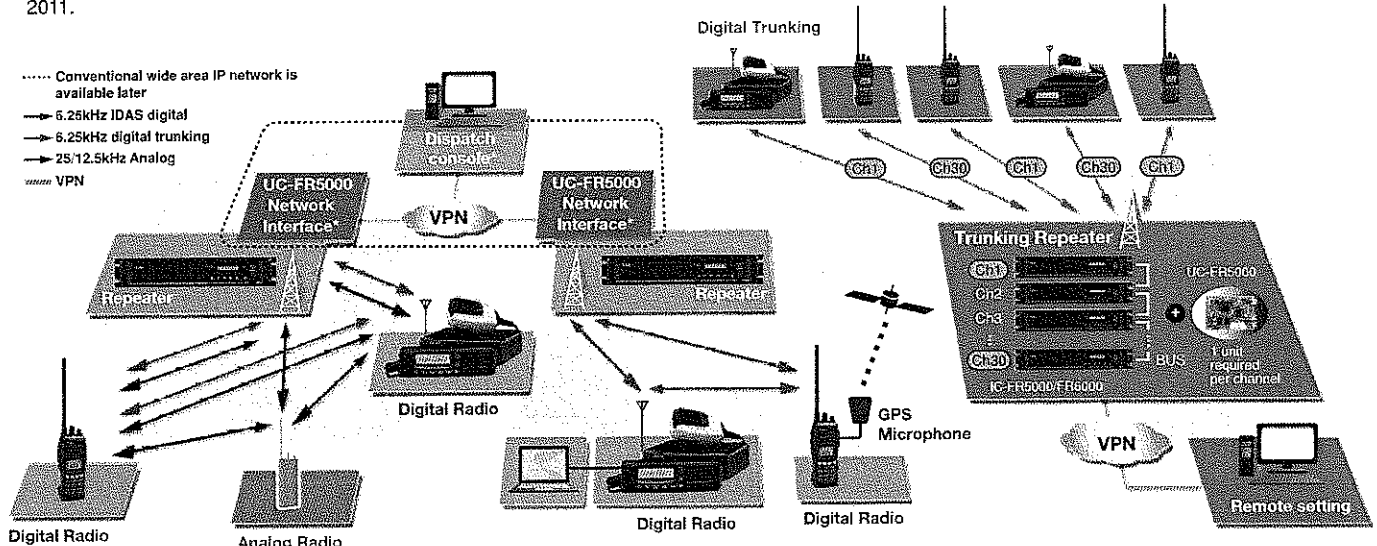 2011.
Conventional wide area IP network is
available later
6.25kHz IDAS digital
6.25kHz digital trunking
25/12.5kHz Analog
VPN
Dispatch
console*
UC-FR5000
Network
Interface*
VPN
UC-FR5000
Network
Interface*
Repeater
Repeater
Digital Radio
Digital Radio
Analog Radio
Digital Radio
Digital Radio
GPS
Microphone
Digital Trunking
Ch1
Ch30
Ch1
Ch30
Ch1
Trunking Repeater
Ch1
Ch2
Ch3
Ch30
BUS
IC-FR5000/FR6000
UC-FR5000
1 unit
required
per channel
VPN
Remote setting